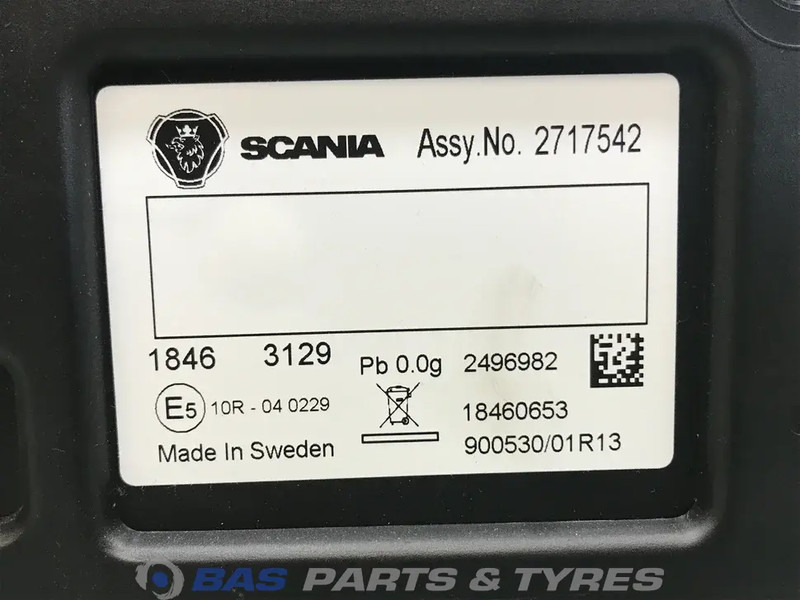 SCANIA Assy.No. 2717542
1846 3129 Pb 0.0g 2496982
E5 10R - 04 0229 18460653
Made In Sweden 900530/01R13
BAS PARTS & TYRES